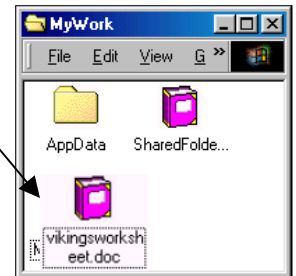 MyWork
File Edit View G »
AppData SharedFolde...
vikingsworksh
eet.doc